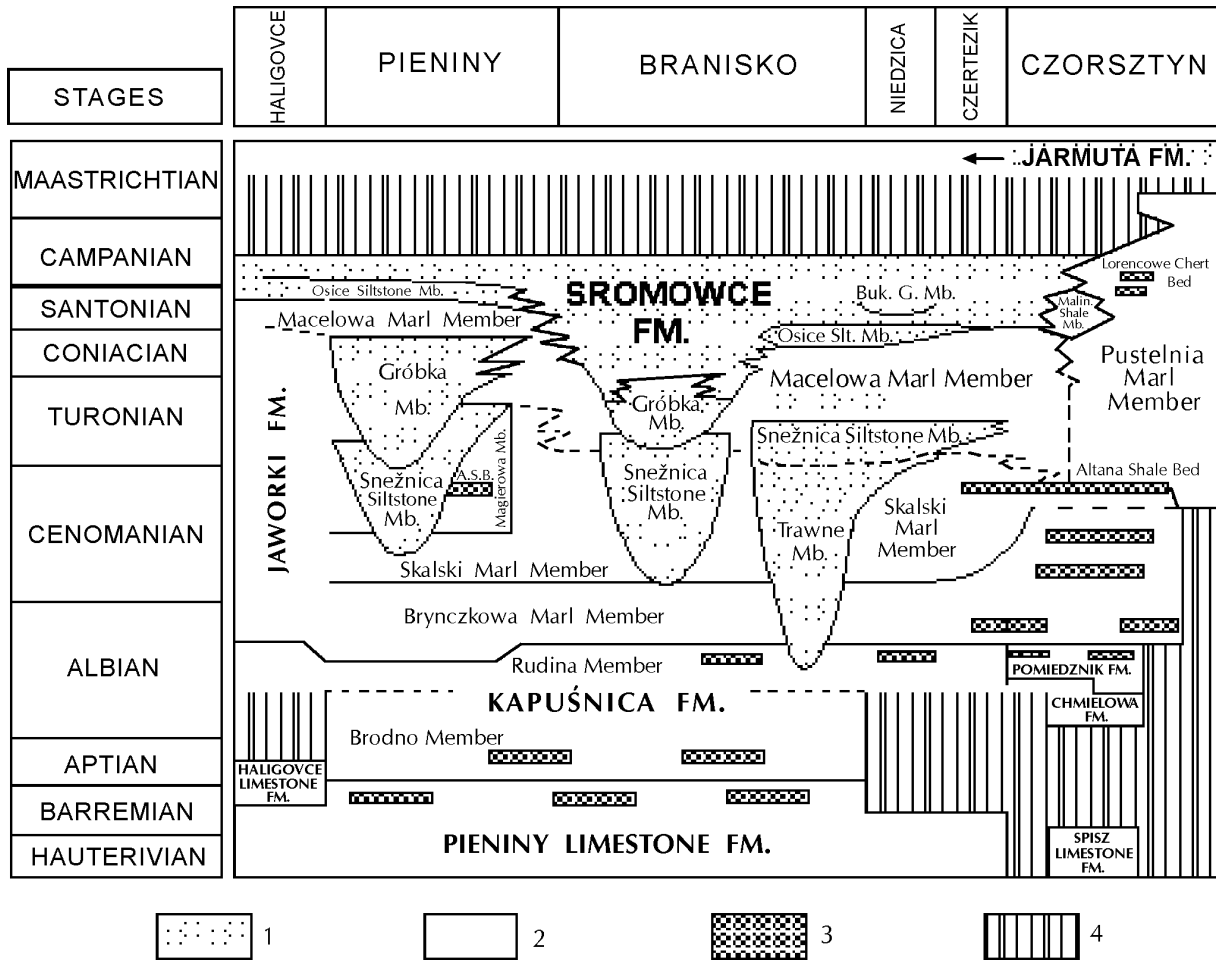 HALIGOVCE
PIENINY
BRANISKO
NIEDZICA
CZERTEZIK
CZORSZTYN
STAGES
MAASTRICHTIAN
CAMPANIAN
SANTONIAN
CONIACIAN
TURONIAN
CENOMANIAN
ALBIAN
APTIAN
BARREMIAN
HAUTERIVIAN
JARMUTA FM.
Lorencowe Chert
Bed
Osice Siltstone Mb.
SROMOWCE
FM.
Buk. G. Mb.
Malin.
Shale
Mb.
Macelowa Marl Member
Osice Slt. Mb.
Gróbka
Mb.
Macelowa Marl Member
Pustelnia
Marl
Member
Gróbka
Mb.
JAWORKI FM.
Snežnica
Siltstone
Mb.
A.S.B.
Magierowa Mb.
Snežnica
Siltstone
Mb.
Snežnica Siltstone Mb.
Altana Shale Bed
Trawne
Mb.
Skalski
Marl
Member
Skalski Marl Member
Brynczkowa Marl Member
Rudina Member
POMIEDZNIK FM.
KAPUŚNICA FM.
CHMIELOWA
FM.
Brodno Member
HALIGOVCE
LIMESTONE
FM.
PIENINY LIMESTONE FM.
SPISZ
LIMESTONE
FM.
1
2
3
4